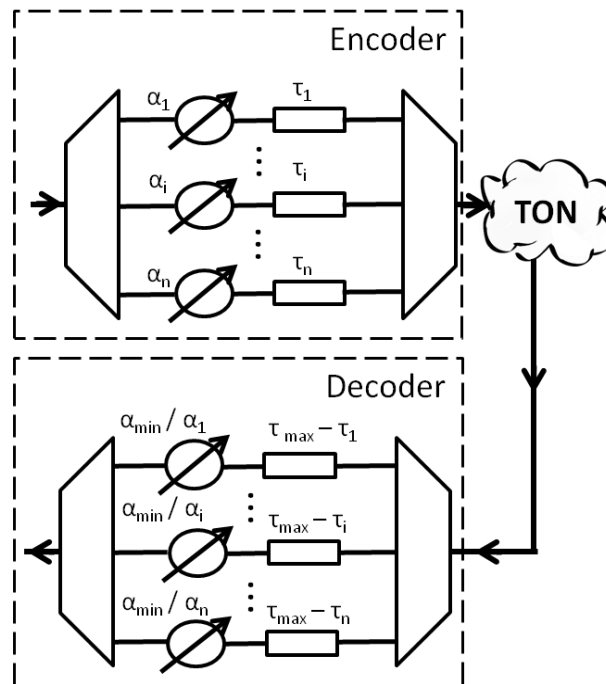 Encoder
α1 τ1
αi τi
αn τn
TON
Decoder
αmin / α1 τ max – τ1
αmin / αi τmax – τi
αmin / αn τmax – τn